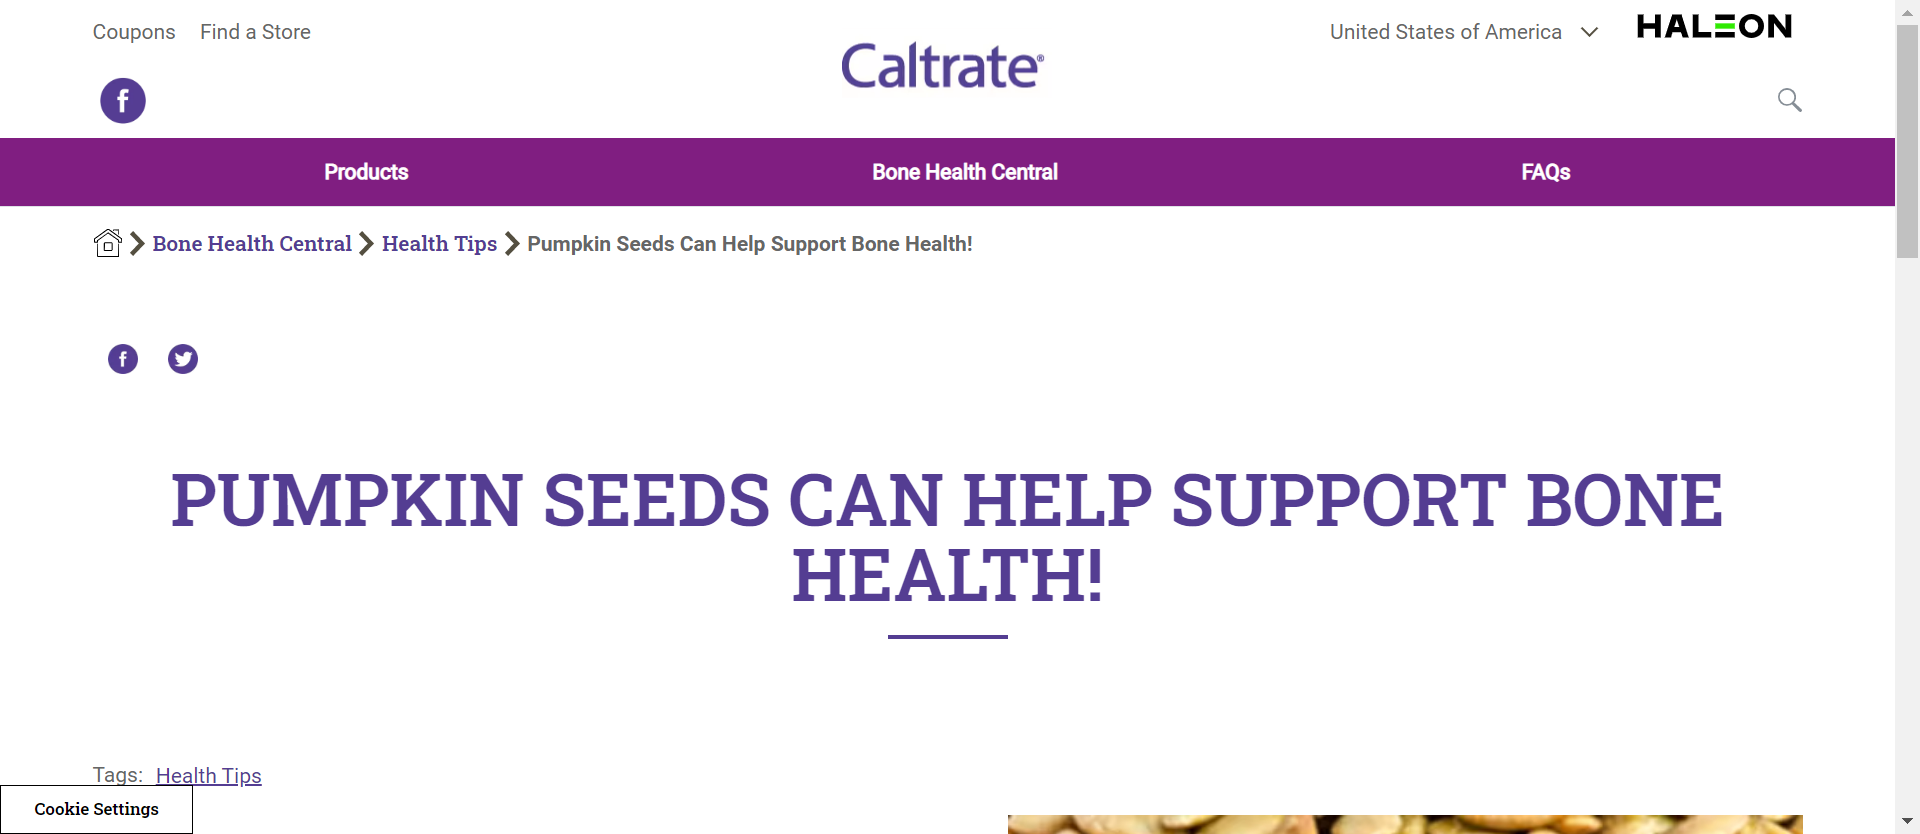 Coupons Find a Store
United States of America
HALEON
Caltrate®
Products Bone Health Central FAQs
Bone Health Central Health Tips Pumpkin Seeds Can Help Support Bone Health!
PUMPKIN SEEDS CAN HELP SUPPORT BONE
HEALTH!
Tags: Health Tips
Cookie Settings